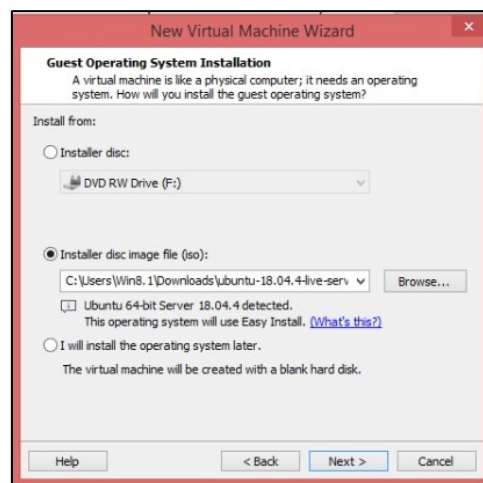 New Virtual Machine Wizard
Guest Operating System Installation
A virtual machine is like a physical computer; it needs an operating
system. How will you install the guest operating system?
Install from:
Installer disc:
DVD RW Drive (F:)
Installer disc image file (iso):
C:\Users\Win8.1\Downloads\ubuntu-18.04.4-live-serv
Browse...
Ubuntu 64-bit Server 18.04.4 detected.
This operating system will use Easy Install. (What's this?)
I will install the operating system later.
The virtual machine will be created with a blank hard disk.
Help
< Back
Next >
Cancel